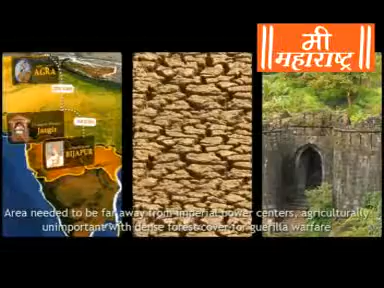 मी
॥ महाराष्ट्र ॥
AGRA
Jaagir
BIJAPUR
Area needed to be far away from imperial power centers, agriculturally
unimportant with dense forest cover for guerilla warfare